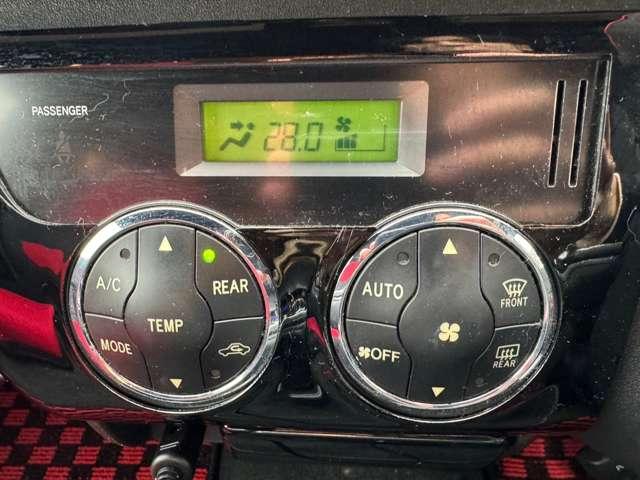 PASSENGER
28.0
A/C
REAR
TEMP
MODE
AUTO
FRONT
OFF
REAR